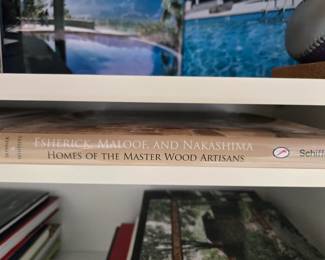 Esherick, Maloof, and Nakashima
Homes of the Master Wood Artisans
Schiff